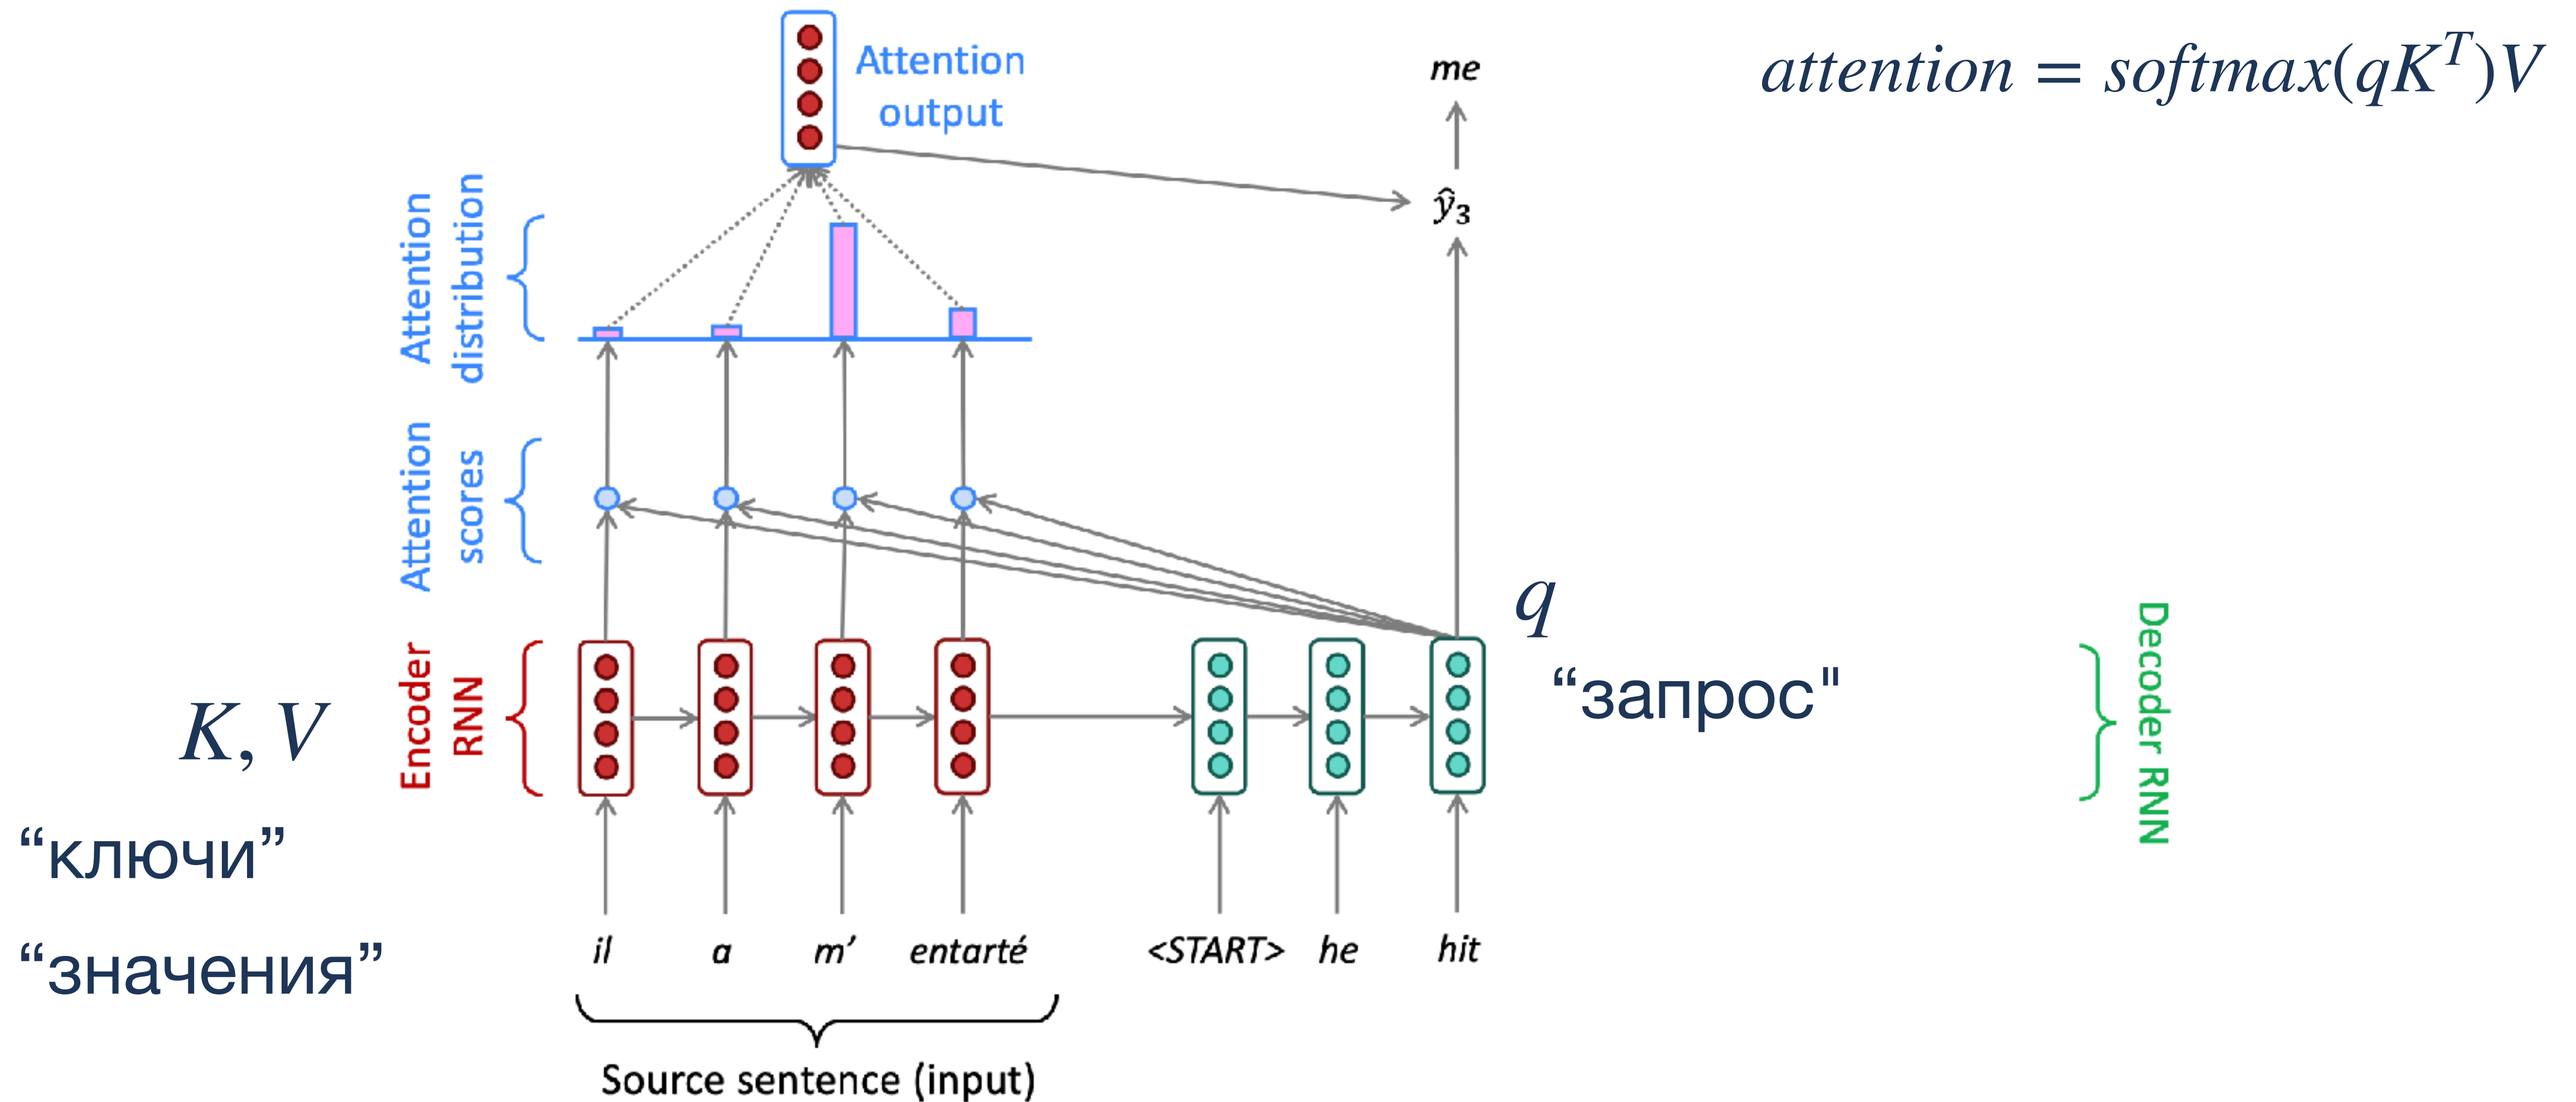 Attention
output
me
attention = softmax(qKᵀ)V
ŷ₃
Attention
distribution
Attention
scores
q
“запрос"
K, V
“ключи”
“значения”
Encoder
RNN
Decoder RNN
il a m’ entarté <START> he hit
Source sentence (input)